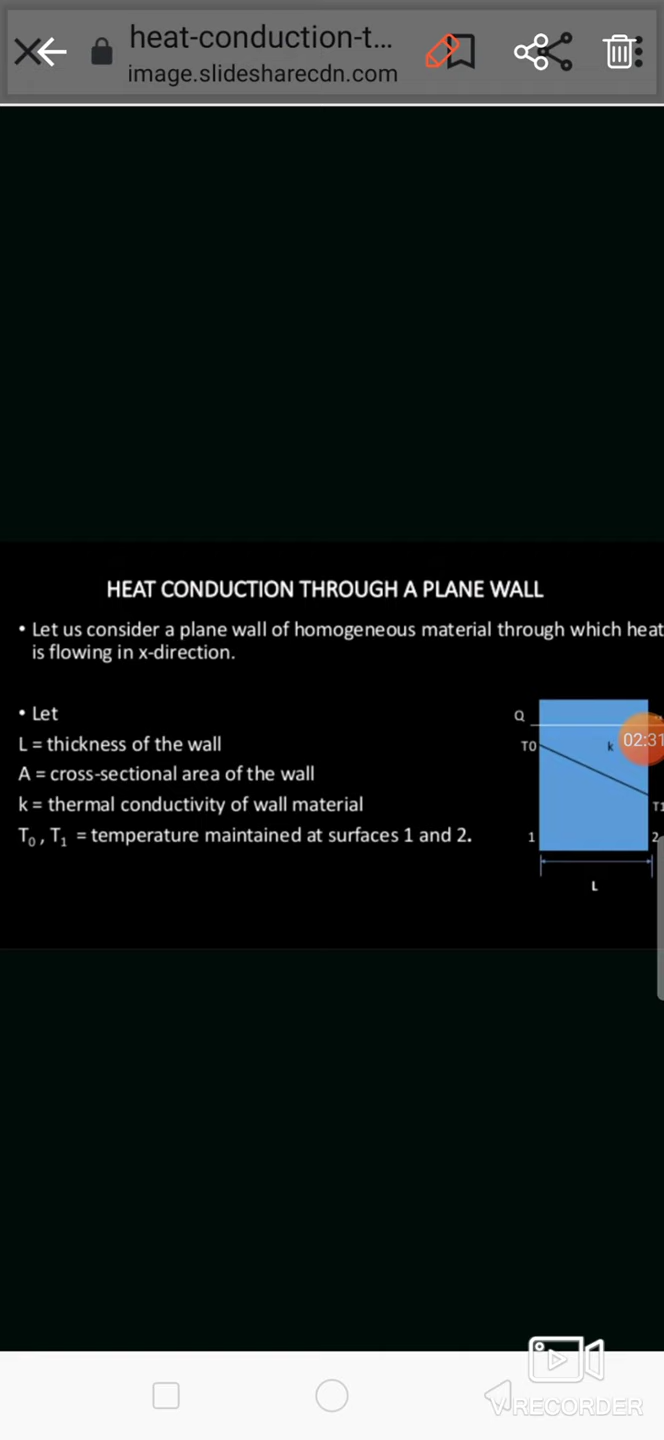 heat-conduction-t...
image.slidesharecdn.com
HEAT CONDUCTION THROUGH A PLANE WALL
• Let us consider a plane wall of homogeneous material through which heat
is flowing in x-direction.
• Let
L = thickness of the wall
A = cross-sectional area of the wall
k = thermal conductivity of wall material
T0 , T1 = temperature maintained at surfaces 1 and 2.
Q
T0
k
02:31
T1
1
2
L
VRECORDER